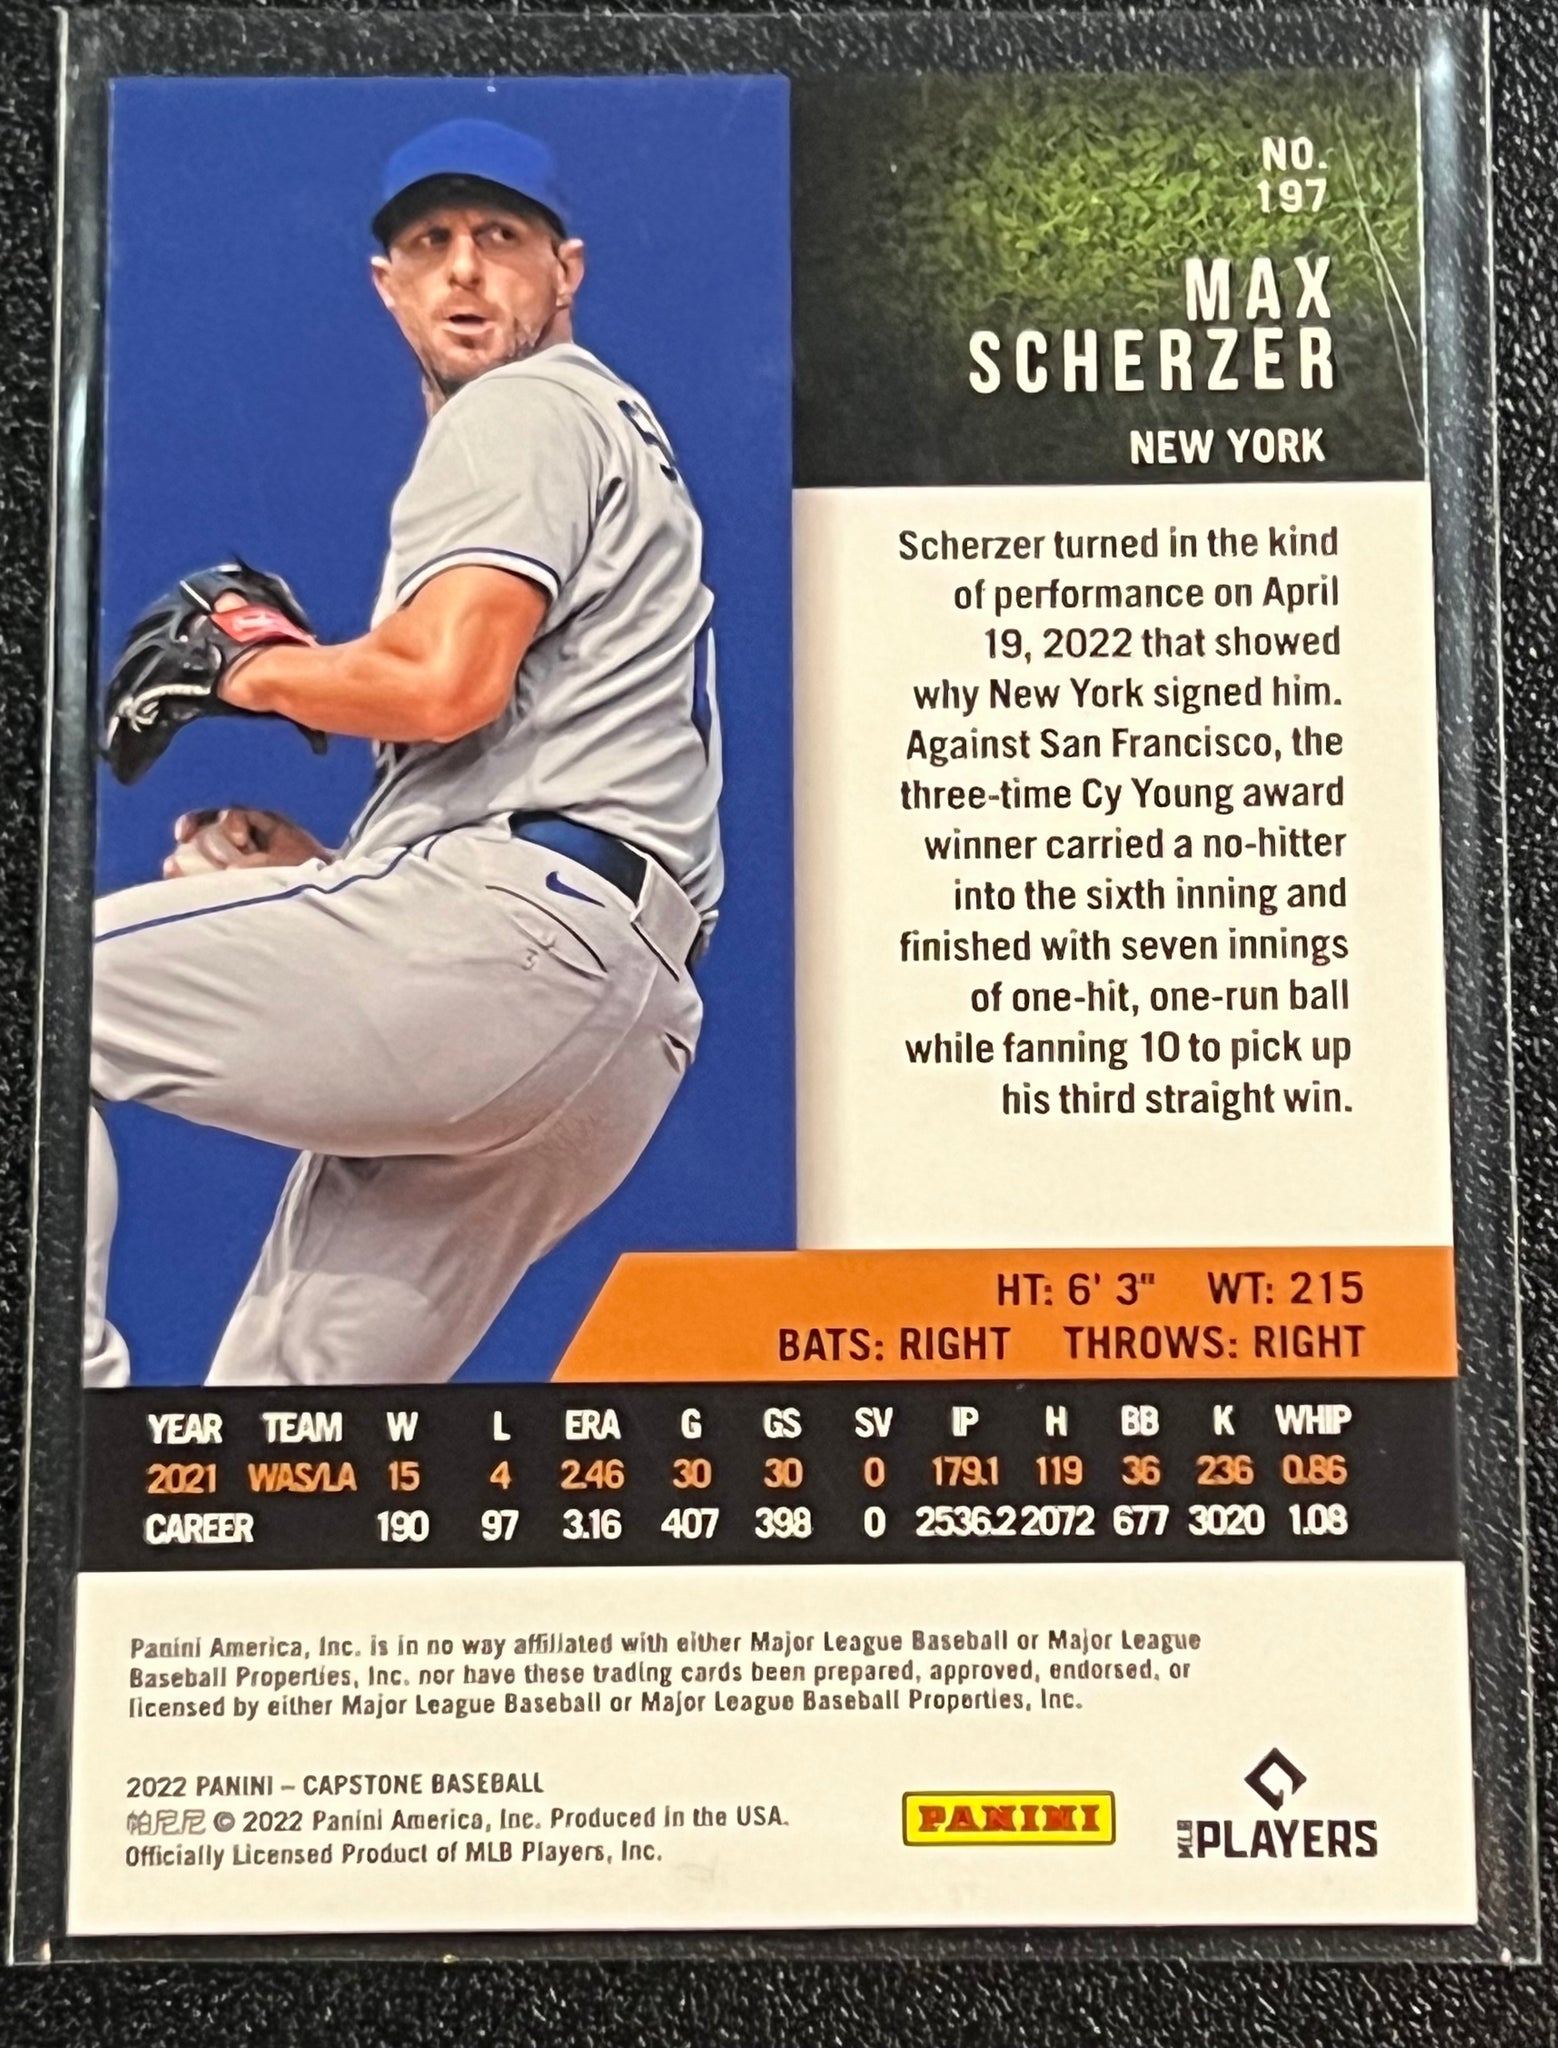 NO.
197
MAX
SCHERZER
NEW YORK
Scherzer turned in the kind
of performance on April
19, 2022 that showed
why New York signed him.
Against San Francisco, the
three-time Cy Young award
winner carried a no-hitter
into the sixth inning and
finished with seven innings
of one-hit, one-run ball
while fanning 10 to pick up
his third straight win.
HT: 6' 3" WT: 215
BATS: RIGHT THROWS: RIGHT
YEAR TEAM W L ERA G GS SV IP H BB K WHIP
2021 WAS/LA 15 4 2.46 30 30 0 179.1 119 36 236 0.86
CAREER 190 97 3.16 407 398 0 2536.2 2072 677 3020 1.08
Panini America, Inc. is in no way affiliated with either Major League Baseball or Major League
Baseball Properties, Inc. nor have these trading cards been prepared, approved, endorsed, or
licensed by either Major League Baseball or Major League Baseball Properties, Inc.
2022 PANINI – CAPSTONE BASEBALL
帕尼尼 © 2022 Panini America, Inc. Produced in the USA.
Officially Licensed Product of MLB Players, Inc.
PANINI
MLB PLAYERS